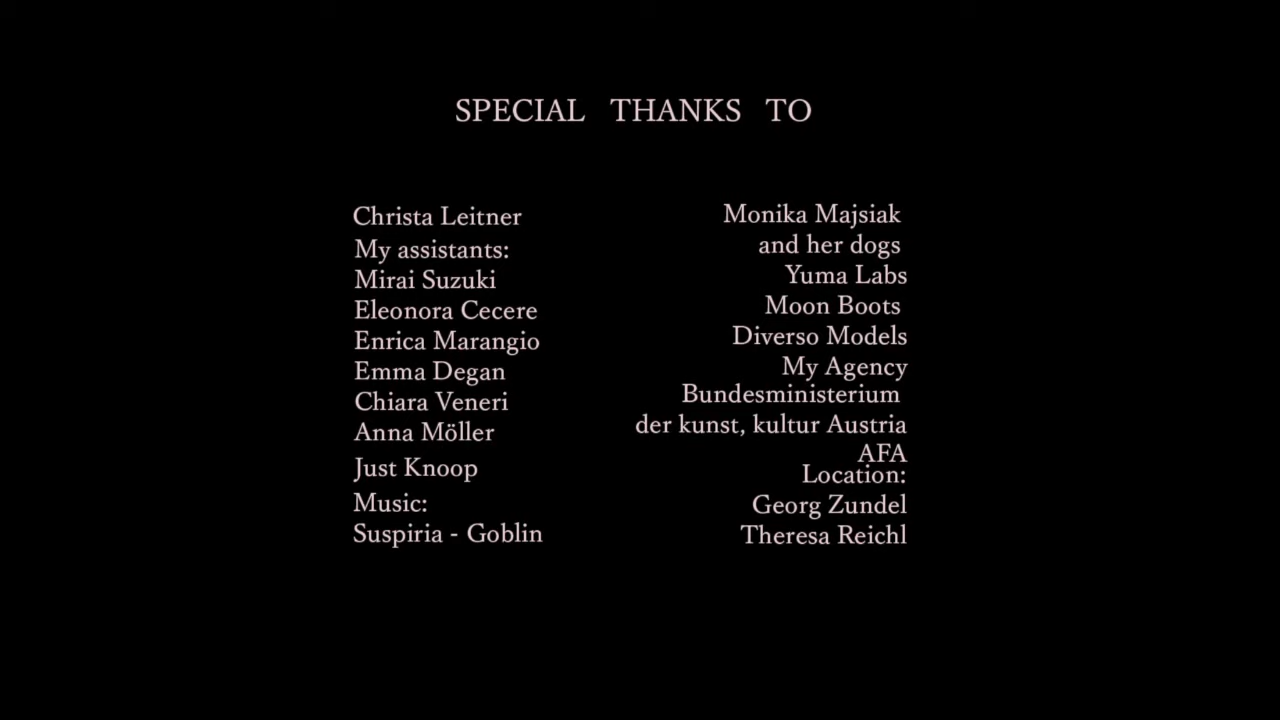 SPECIAL THANKS TO
Christa Leitner
My assistants:
Mirai Suzuki
Eleonora Cecere
Enrica Marangio
Emma Degan
Chiara Veneri
Anna Möller
Just Knoop
Music:
Suspiria - Goblin
Monika Majsiak
and her dogs
Yuma Labs
Moon Boots
Diverso Models
My Agency
Bundesministerium
der kunst, kultur Austria
AFA
Location:
Georg Zundel
Theresa Reichl